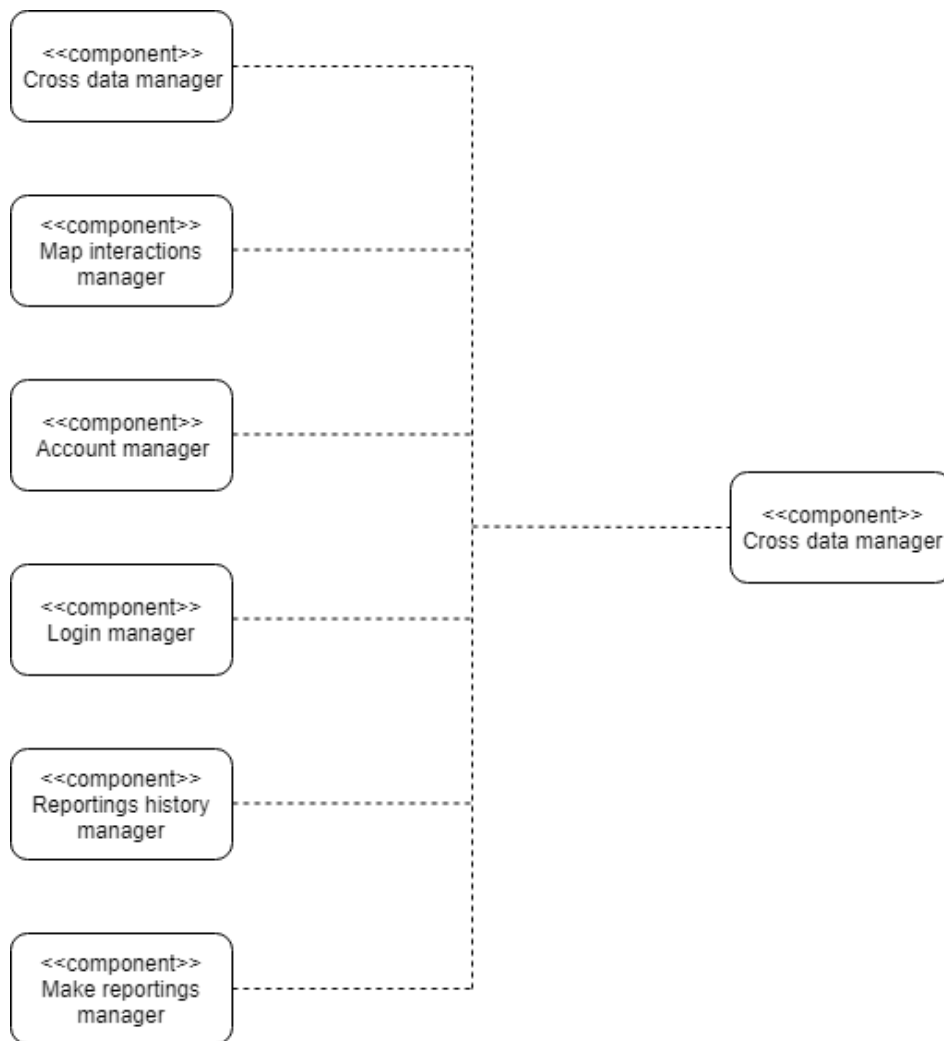 <<component>>
Cross data manager
<<component>>
Map interactions
manager
<<component>>
Account manager
<<component>>
Cross data manager
<<component>>
Login manager
<<component>>
Reportings history
manager
<<component>>
Make reportings
manager